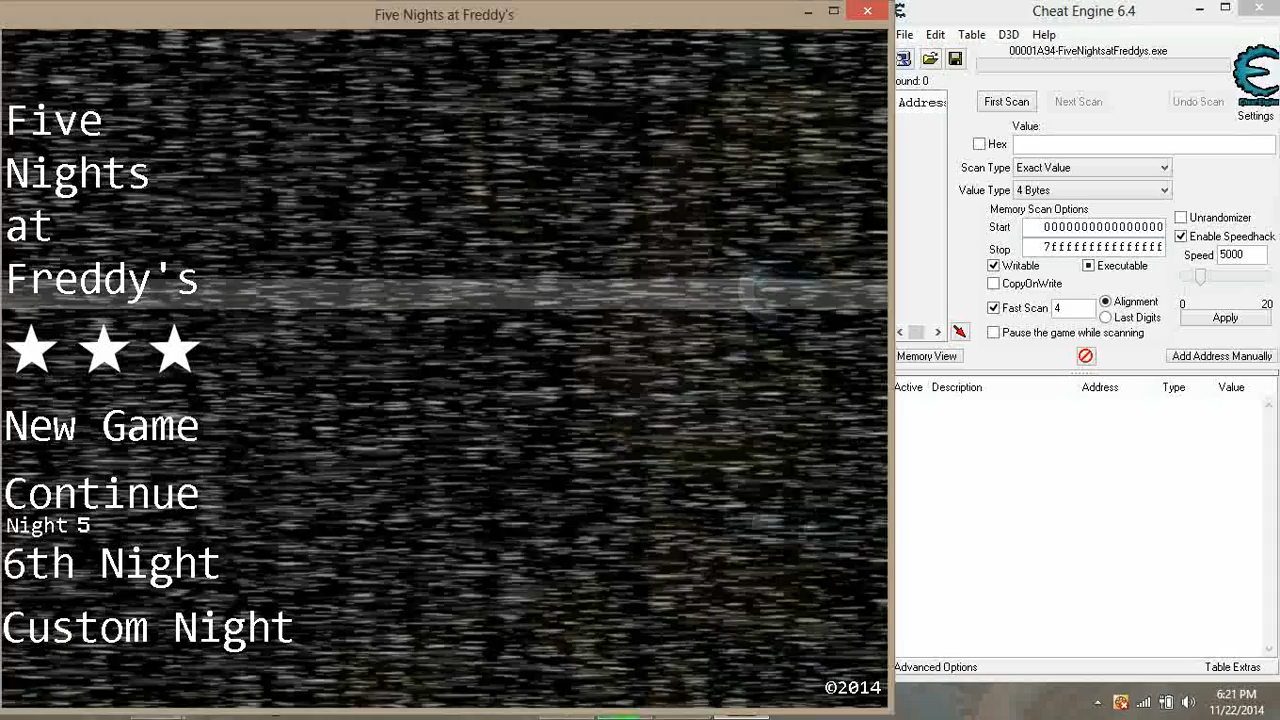 Five Nights at Freddy's
Five
Nights
at
Freddy's
New Game
Continue
Night 5
6th Night
Custom Night
©2014
Cheat Engine 6.4
File Edit Table D3D Help
00001A94-FiveNightsatFreddys.exe
ound: 0
Address
First Scan Next Scan Undo Scan
Cheat Engine
Settings
Value:
Hex
Scan Type Exact Value
Value Type 4 Bytes
Memory Scan Options
Start 0000000000000000
Stop 7fffffffffffffff
Writable Executable
CopyOnWrite
Fast Scan 4 Alignment
Last Digits
Pause the game while scanning
Unrandomizer
Enable Speedhack
Speed 5000
0 20
Apply
Memory View Add Address Manually
Active Description Address Type Value
Advanced Options Table Extras
6:21 PM
11/22/2014